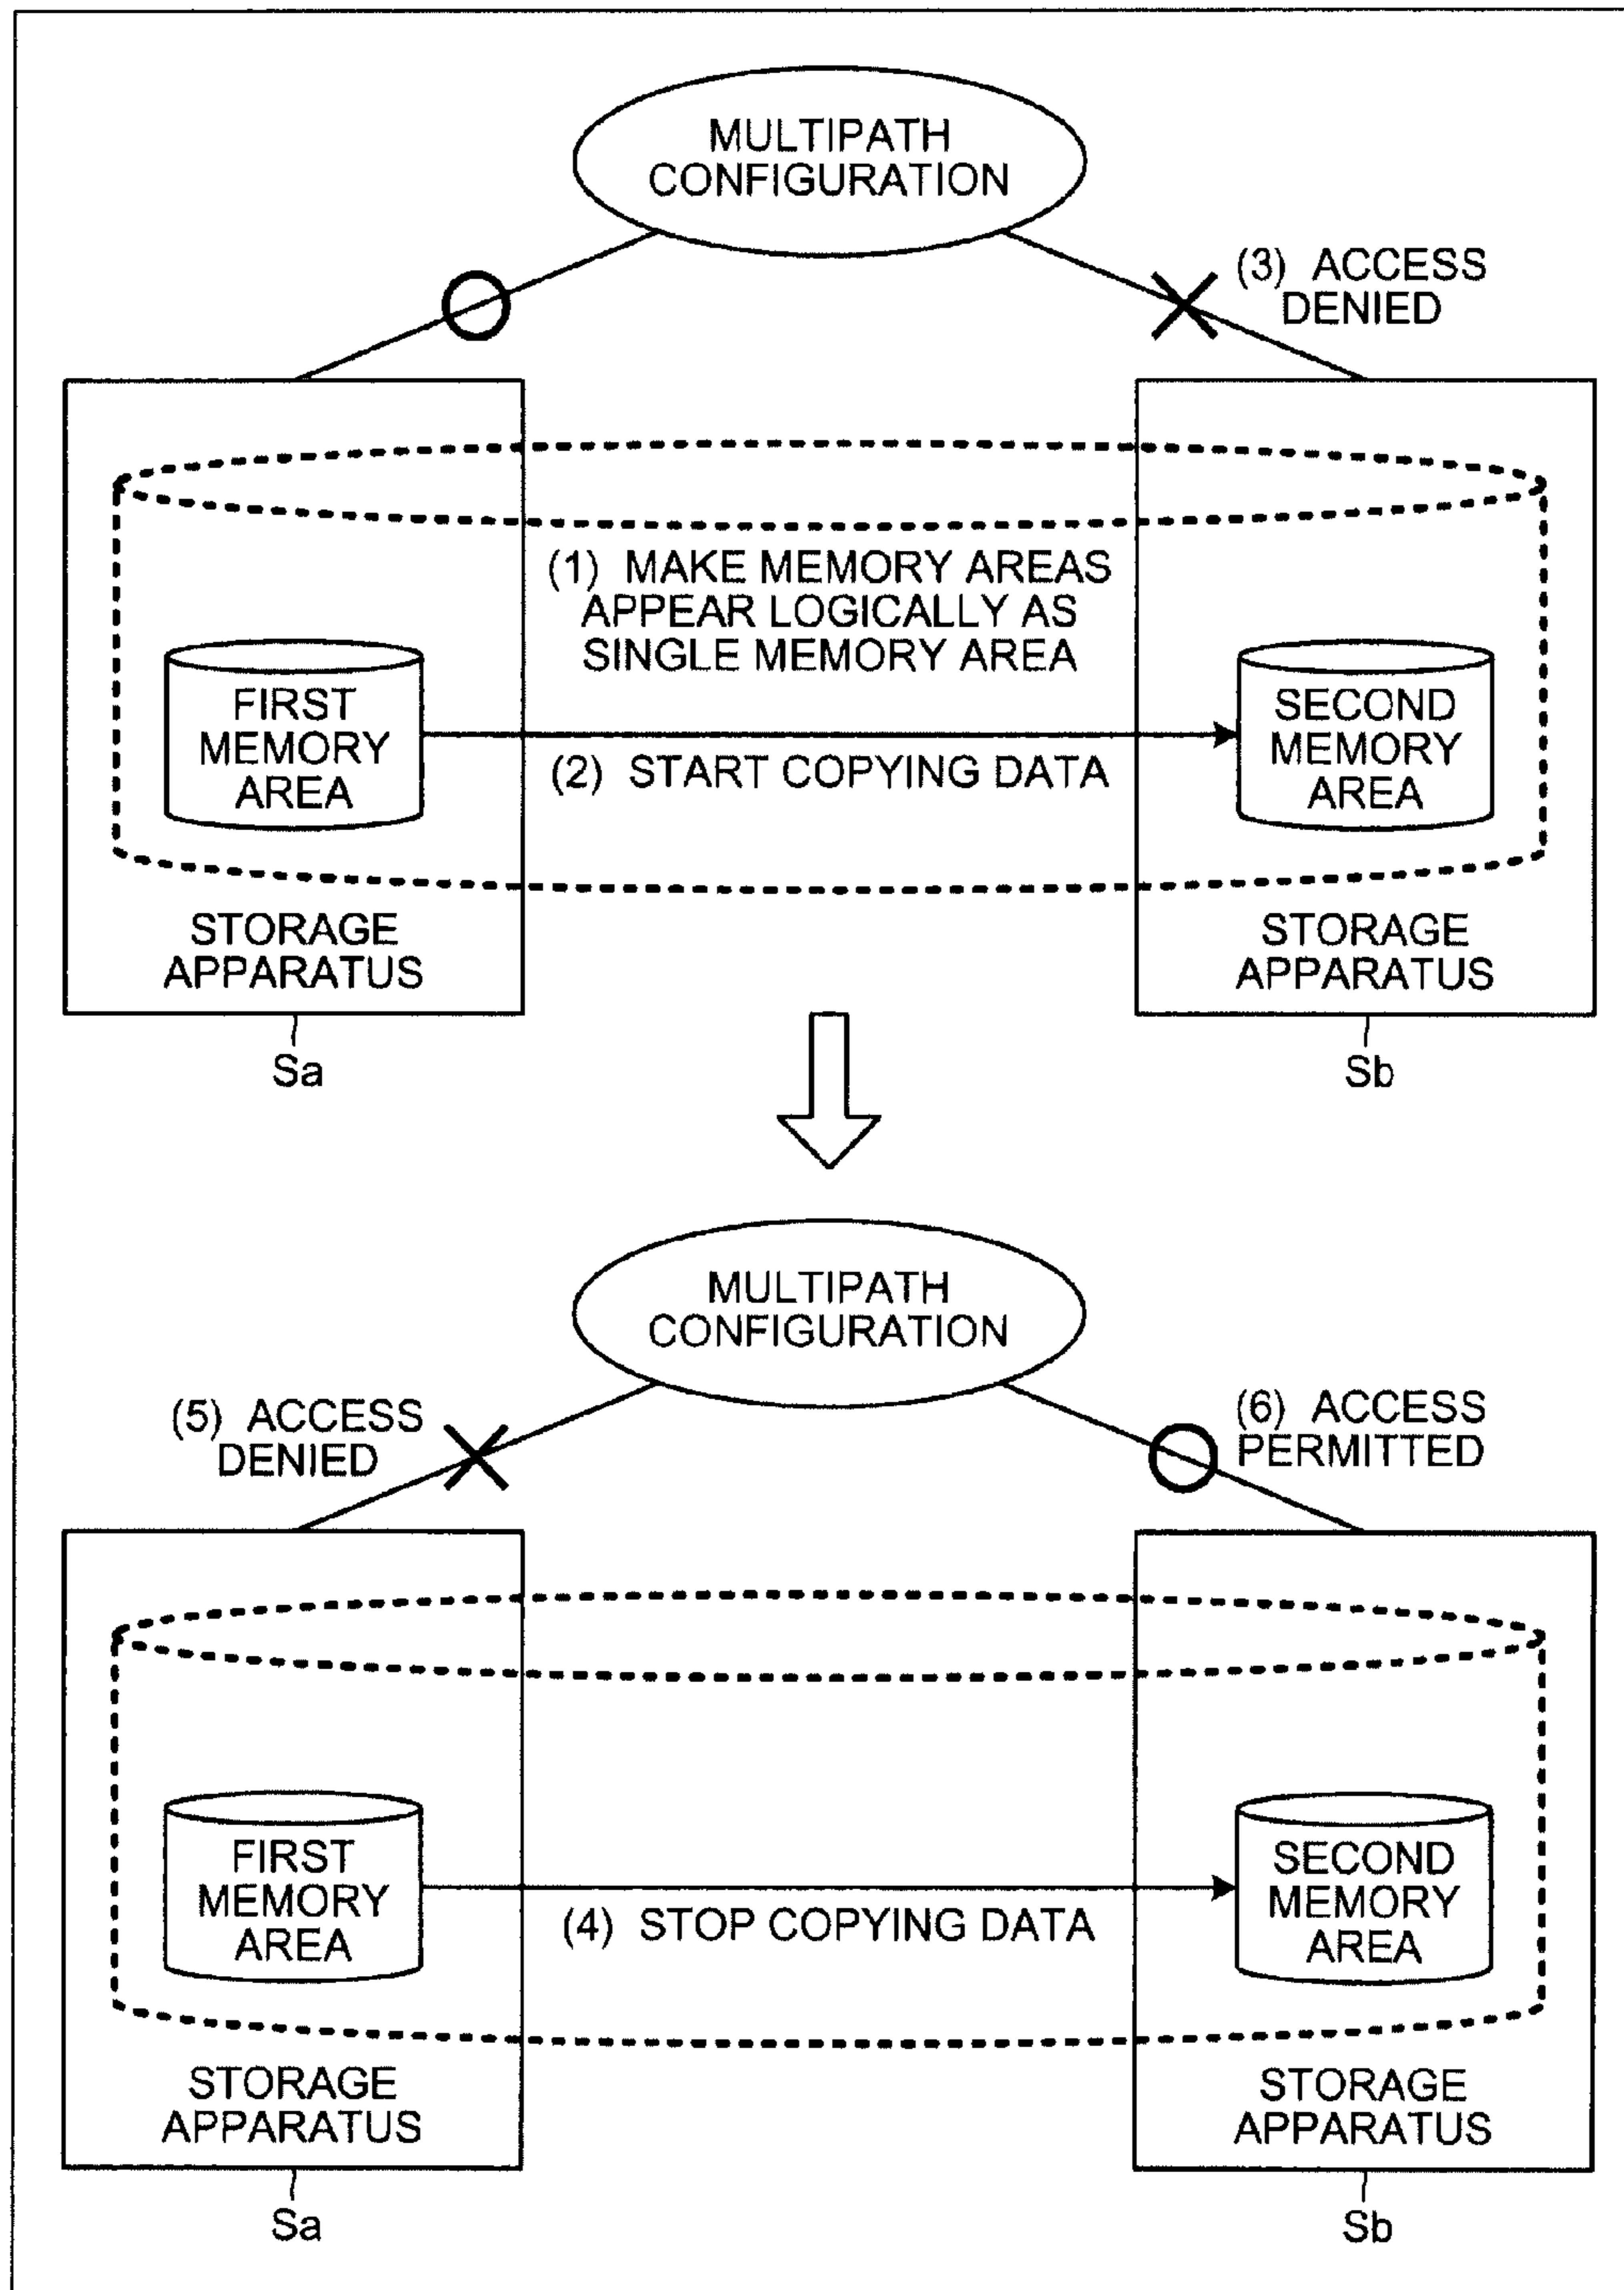 MULTIPATH
CONFIGURATION
(3) ACCESS
DENIED
(1) MAKE MEMORY AREAS
APPEAR LOGICALLY AS
SINGLE MEMORY AREA
FIRST
MEMORY
AREA
SECOND
MEMORY
AREA
(2) START COPYING DATA
STORAGE
APPARATUS
STORAGE
APPARATUS
Sa
Sb
MULTIPATH
CONFIGURATION
(5) ACCESS
DENIED
(6) ACCESS
PERMITTED
FIRST
MEMORY
AREA
SECOND
MEMORY
AREA
(4) STOP COPYING DATA
STORAGE
APPARATUS
STORAGE
APPARATUS
Sa
Sb